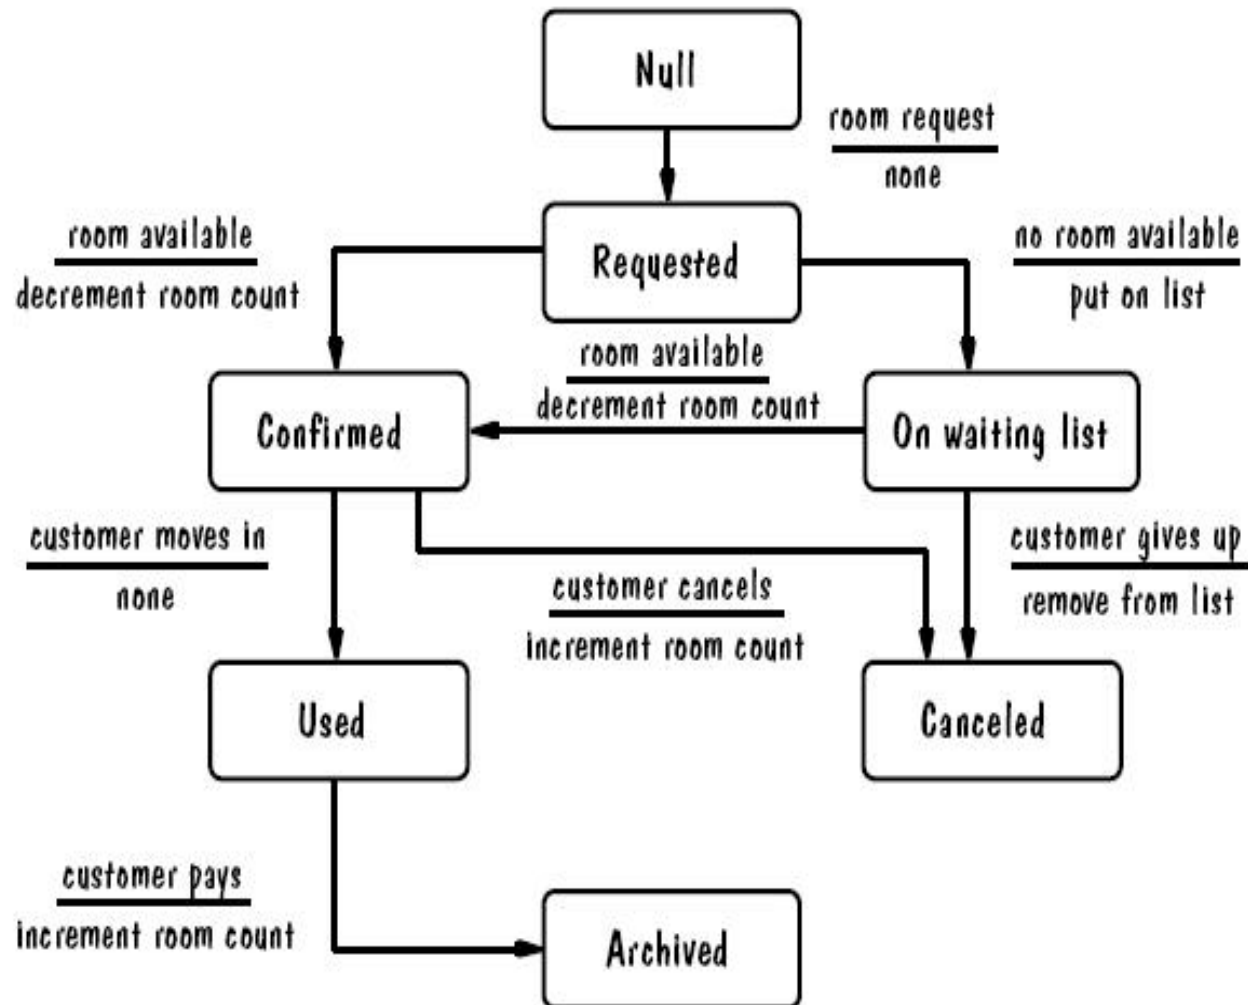 Null
room request
none
room available
decrement room count
Requested
no room available
put on list
room available
decrement room count
Confirmed
On waiting list
customer moves in
none
customer cancels
increment room count
customer gives up
remove from list
Used
Canceled
customer pays
increment room count
Archived